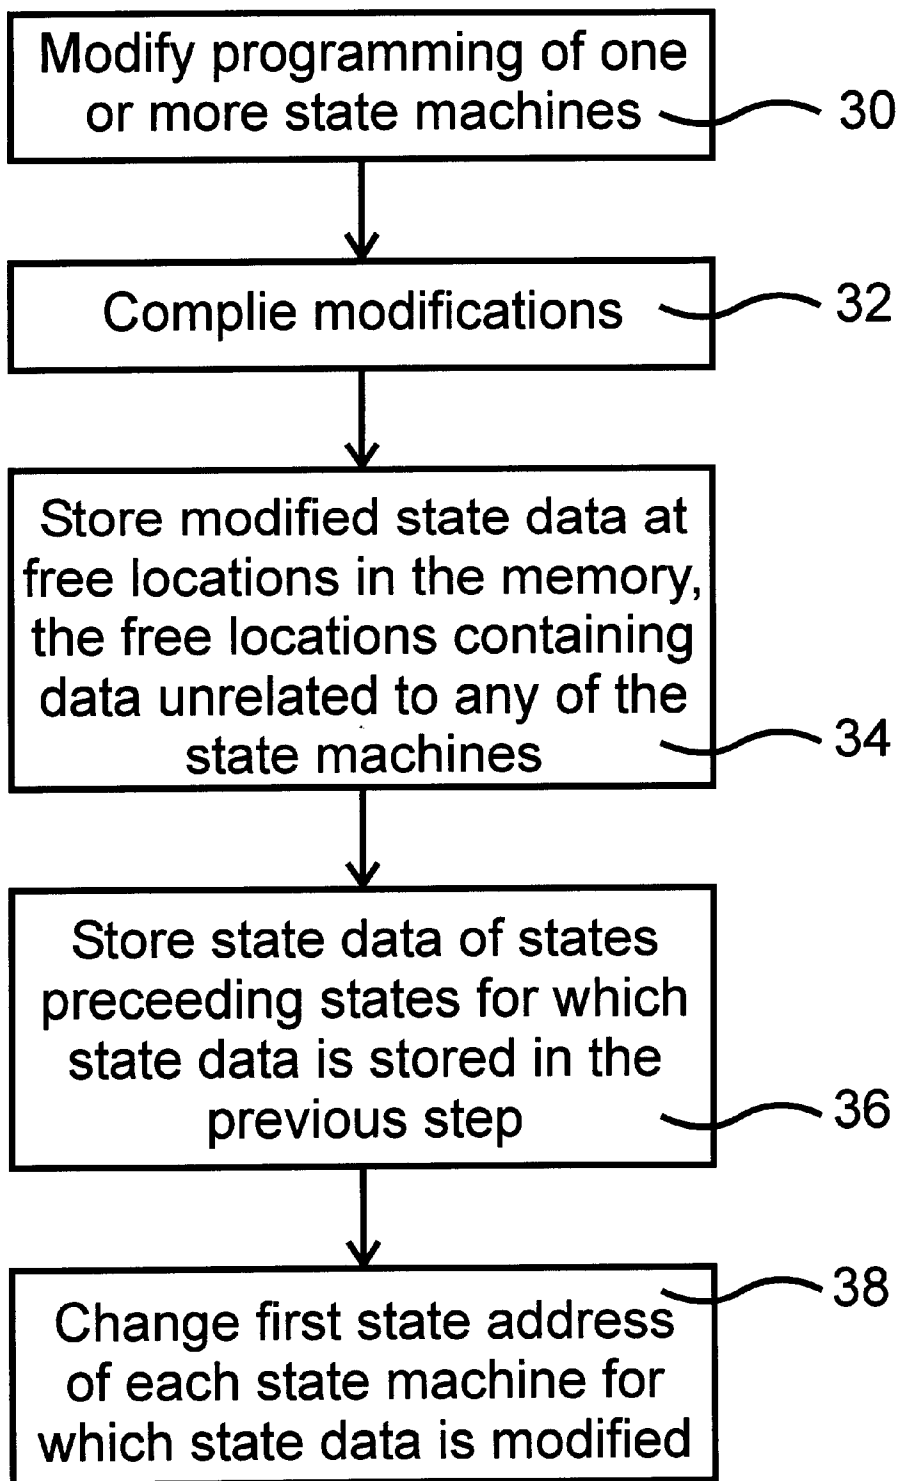 Modify programming of one
or more state machines
30
Complie modifications
32
Store modified state data at
free locations in the memory,
the free locations containing
data unrelated to any of the
state machines
34
Store state data of states
preceeding states for which
state data is stored in the
previous step
36
38
Change first state address
of each state machine for
which state data is modified